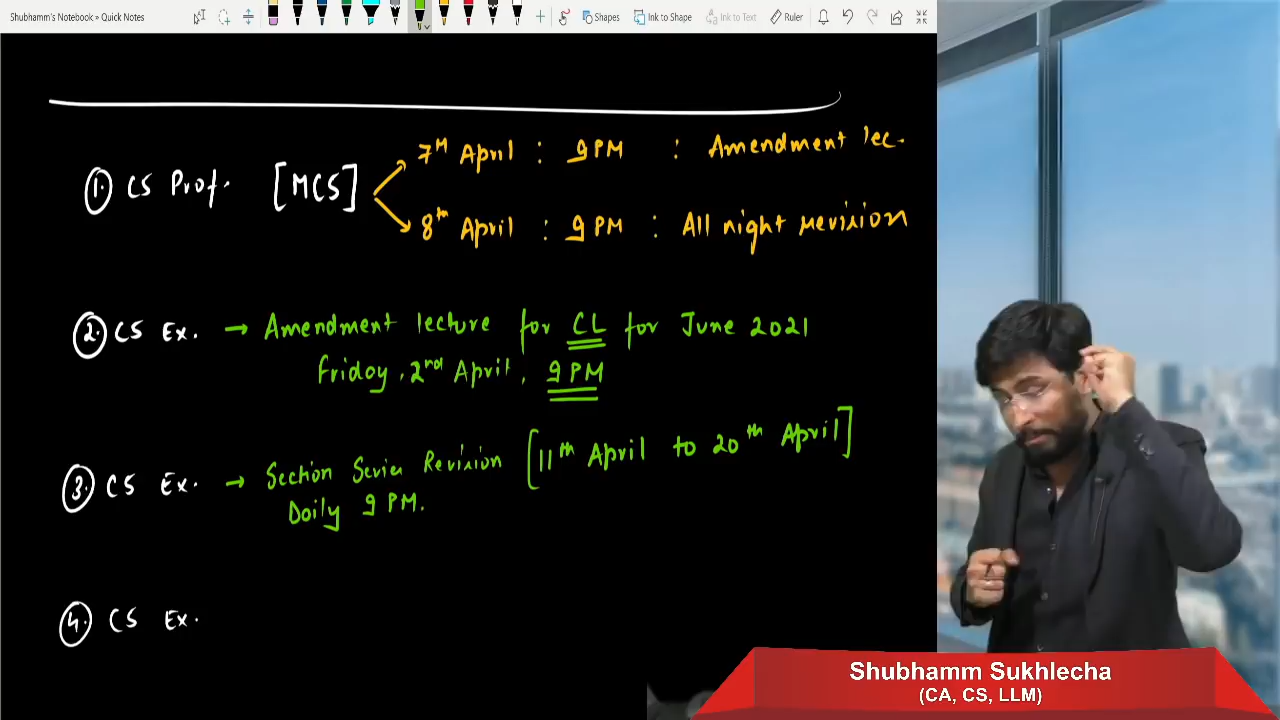 Shubhamm's Notebook » Quick Notes
Shapes
Ink to Shape
Ink to Text
Ruler
1. CS Prof. [MCS]
7th April : 9 PM : Amendment lec.
8th April : 9 PM : All night revision
2. CS Ex. → Amendment lecture for CL for June 2021
Friday, 2nd April, 9 PM
3. CS Ex. → Section Series Revision [11th April to 20th April]
Daily 9 PM.
4. CS Ex.
Shubhamm Sukhlecha
(CA, CS, LLM)